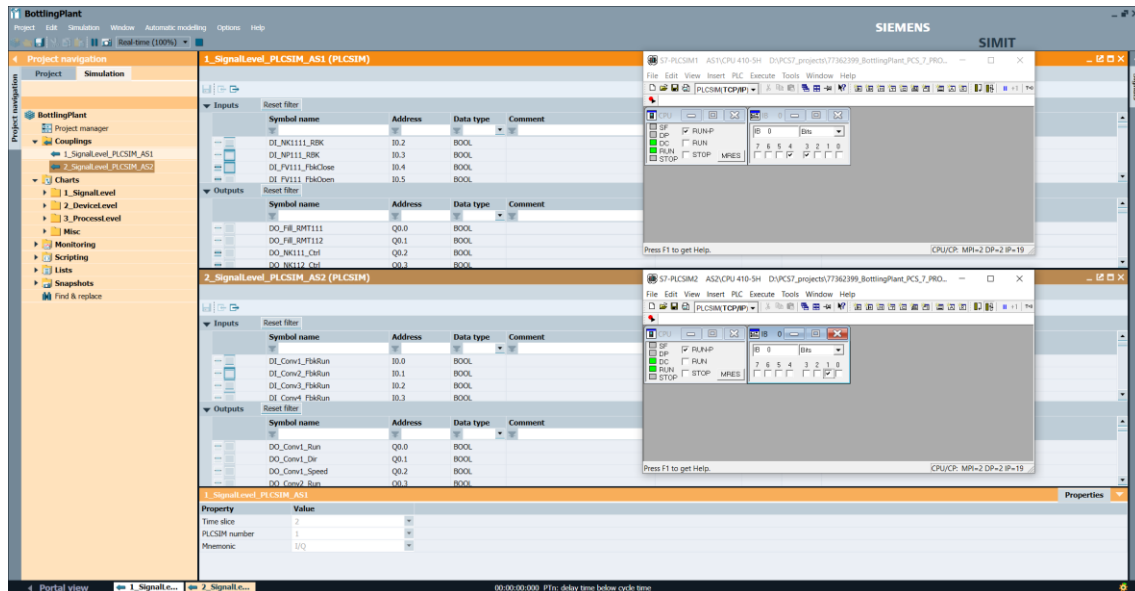 BottlingPlant
Project Edit Simulation Window Automatic modelling Options Help
SIEMENS
Real-time (100%)
SIMIT
Project navigation
Project Simulation
Project navigation
BottlingPlant
Project manager
Couplings
1_SignalLevel_PLCSIM_AS1
2_SignalLevel_PLCSIM_AS2
Charts
1_SignalLevel
2_DeviceLevel
3_ProcessLevel
Misc
Monitoring
Scripting
Lists
Snapshots
Find & replace
1_SignalLevel_PLCSIM_AS1 (PLCSIM)
Inputs Reset filter
Symbol name Address Data type Comment
DI_NK1111_RBK I0.2 BOOL
DI_NP111_RBK I0.3 BOOL
DI_FV111_FbkClose I0.4 BOOL
DI_FV111_FbkOpen I0.5 BOOL
Outputs Reset filter
Symbol name Address Data type Comment
DO_Fill_RMT111 Q0.0 BOOL
DO_Fill_RMT112 Q0.1 BOOL
DO_NK111_Ctrl Q0.2 BOOL
DO_NK112_Ctrl Q0.3 BOOL
S7-PLCSIM1 AS1\CPU 410-5H D:\PCS7_projects\77362399_BottlingPlant_PCS_7_PRO...
File Edit View Insert PLC Execute Tools Window Help
PLCSIM(TCP/IP)
CPU
IB 0
SF
DP
DC
RUN
STOP
RUN-P
RUN
STOP MRES
IB 0 Bits
7 6 5 4 3 2 1 0
Press F1 to get Help.
CPU/CP: MPI=2 DP=2 IP=19
2_SignalLevel_PLCSIM_AS2 (PLCSIM)
Inputs Reset filter
Symbol name Address Data type Comment
DI_Conv1_FbkRun I0.0 BOOL
DI_Conv2_FbkRun I0.1 BOOL
DI_Conv3_FbkRun I0.2 BOOL
DI_Conv4_FbkRun I0.3 BOOL
Outputs Reset filter
Symbol name Address Data type Comment
DO_Conv1_Run Q0.0 BOOL
DO_Conv1_Dir Q0.1 BOOL
DO_Conv1_Speed Q0.2 BOOL
DO_Conv2_Run Q0.3 BOOL
S7-PLCSIM2 AS2\CPU 410-5H D:\PCS7_projects\77362399_BottlingPlant_PCS_7_PRO...
File Edit View Insert PLC Execute Tools Window Help
PLCSIM(TCP/IP)
CPU
IB 0
SF
DP
DC
RUN
STOP
RUN-P
RUN
STOP MRES
IB 0 Bits
7 6 5 4 3 2 1 0
Press F1 to get Help.
CPU/CP: MPI=2 DP=2 IP=19
1_SignalLevel_PLCSIM_AS1
Properties
Property Value
Time slice 2
PLCSIM number 1
Mnemonic I/Q
Portal view
1_SignalLe...
2_SignalLe...
00:00:00:000 PTn: delay time below cycle time